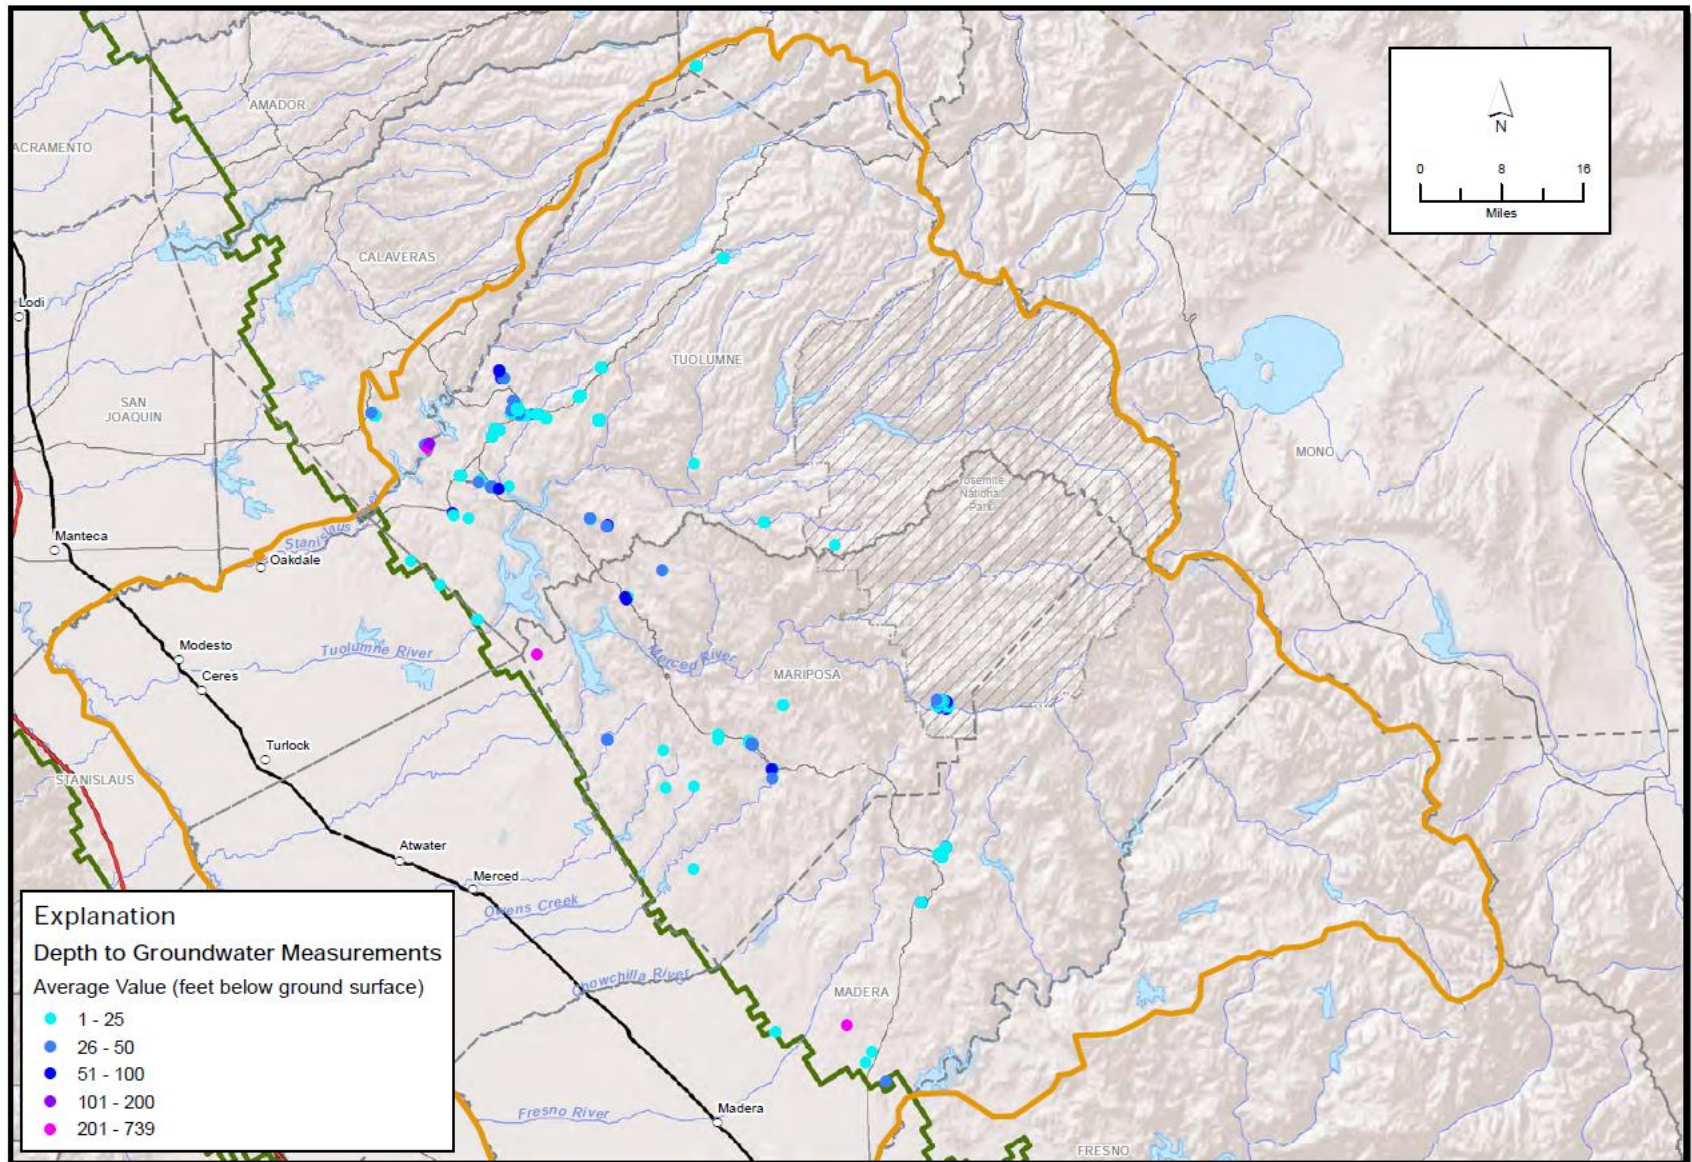 AMADOR
ACRAMENTO
CALAVERAS
Lodi
TUOLUMNE
SAN
JOAQUIN
MONO
Yosemite
National
Park
Manteca
Stanislaus
Oakdale
Modesto
Tuolumne River
Ceres
Merced River
MARIPOSA
Turlock
STANISLAUS
Atwater
Merced
Owens Creek
Chowchilla River
MADERA
Madera
Fresno River
FRESNO
N
0 8 16
Miles
Explanation
Depth to Groundwater Measurements
Average Value (feet below ground surface)
1 - 25
26 - 50
51 - 100
101 - 200
201 - 739